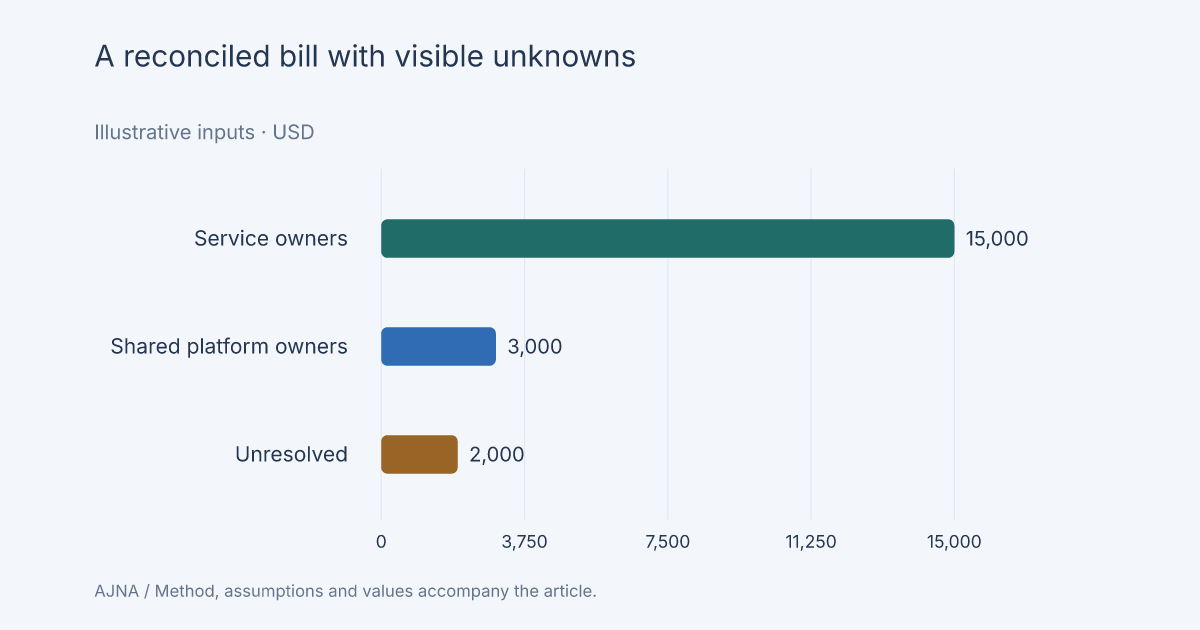 A reconciled bill with visible unknowns
Illustrative inputs · USD
Service owners
15,000
Shared platform owners
3,000
Unresolved
2,000
0
3,750
7,500
11,250
15,000
AJNA / Method, assumptions and values accompany the article.